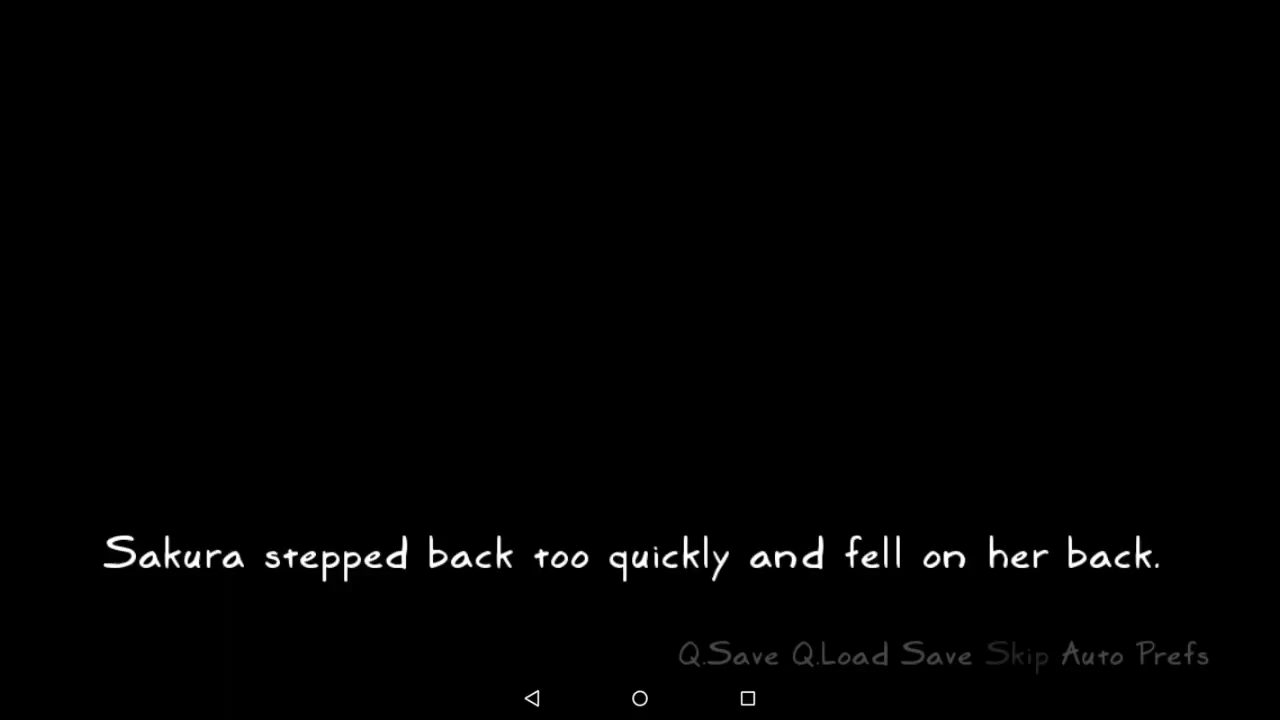 Sakura stepped back too quickly and fell on her back.
Q.Save Q.Load Save Skip Auto Prefs